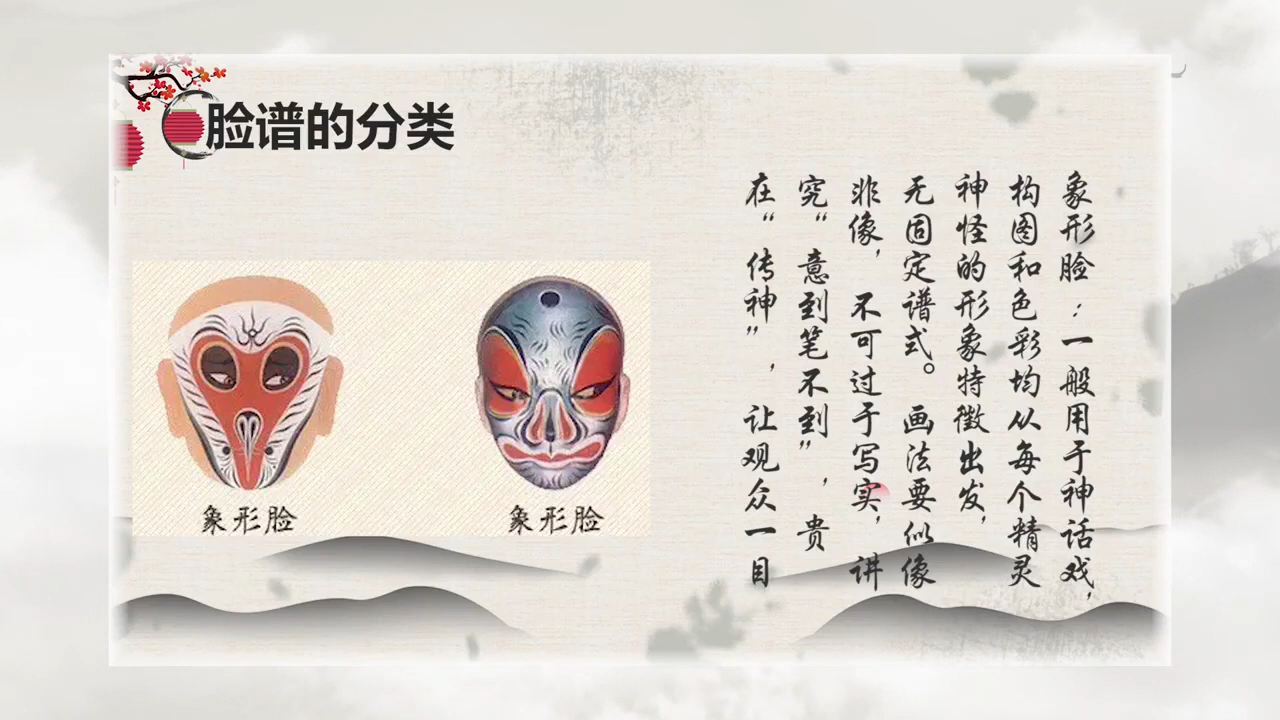 脸谱的分类
象形脸：一般用于神话戏，
构图和色彩均从每个精灵
神怪的形象特徵出发，
无固定谱式。画法要似像
非像，不可过于写实，讲
究“意到笔不到”，贵
在“传神”，让观众一目
象形脸
象形脸